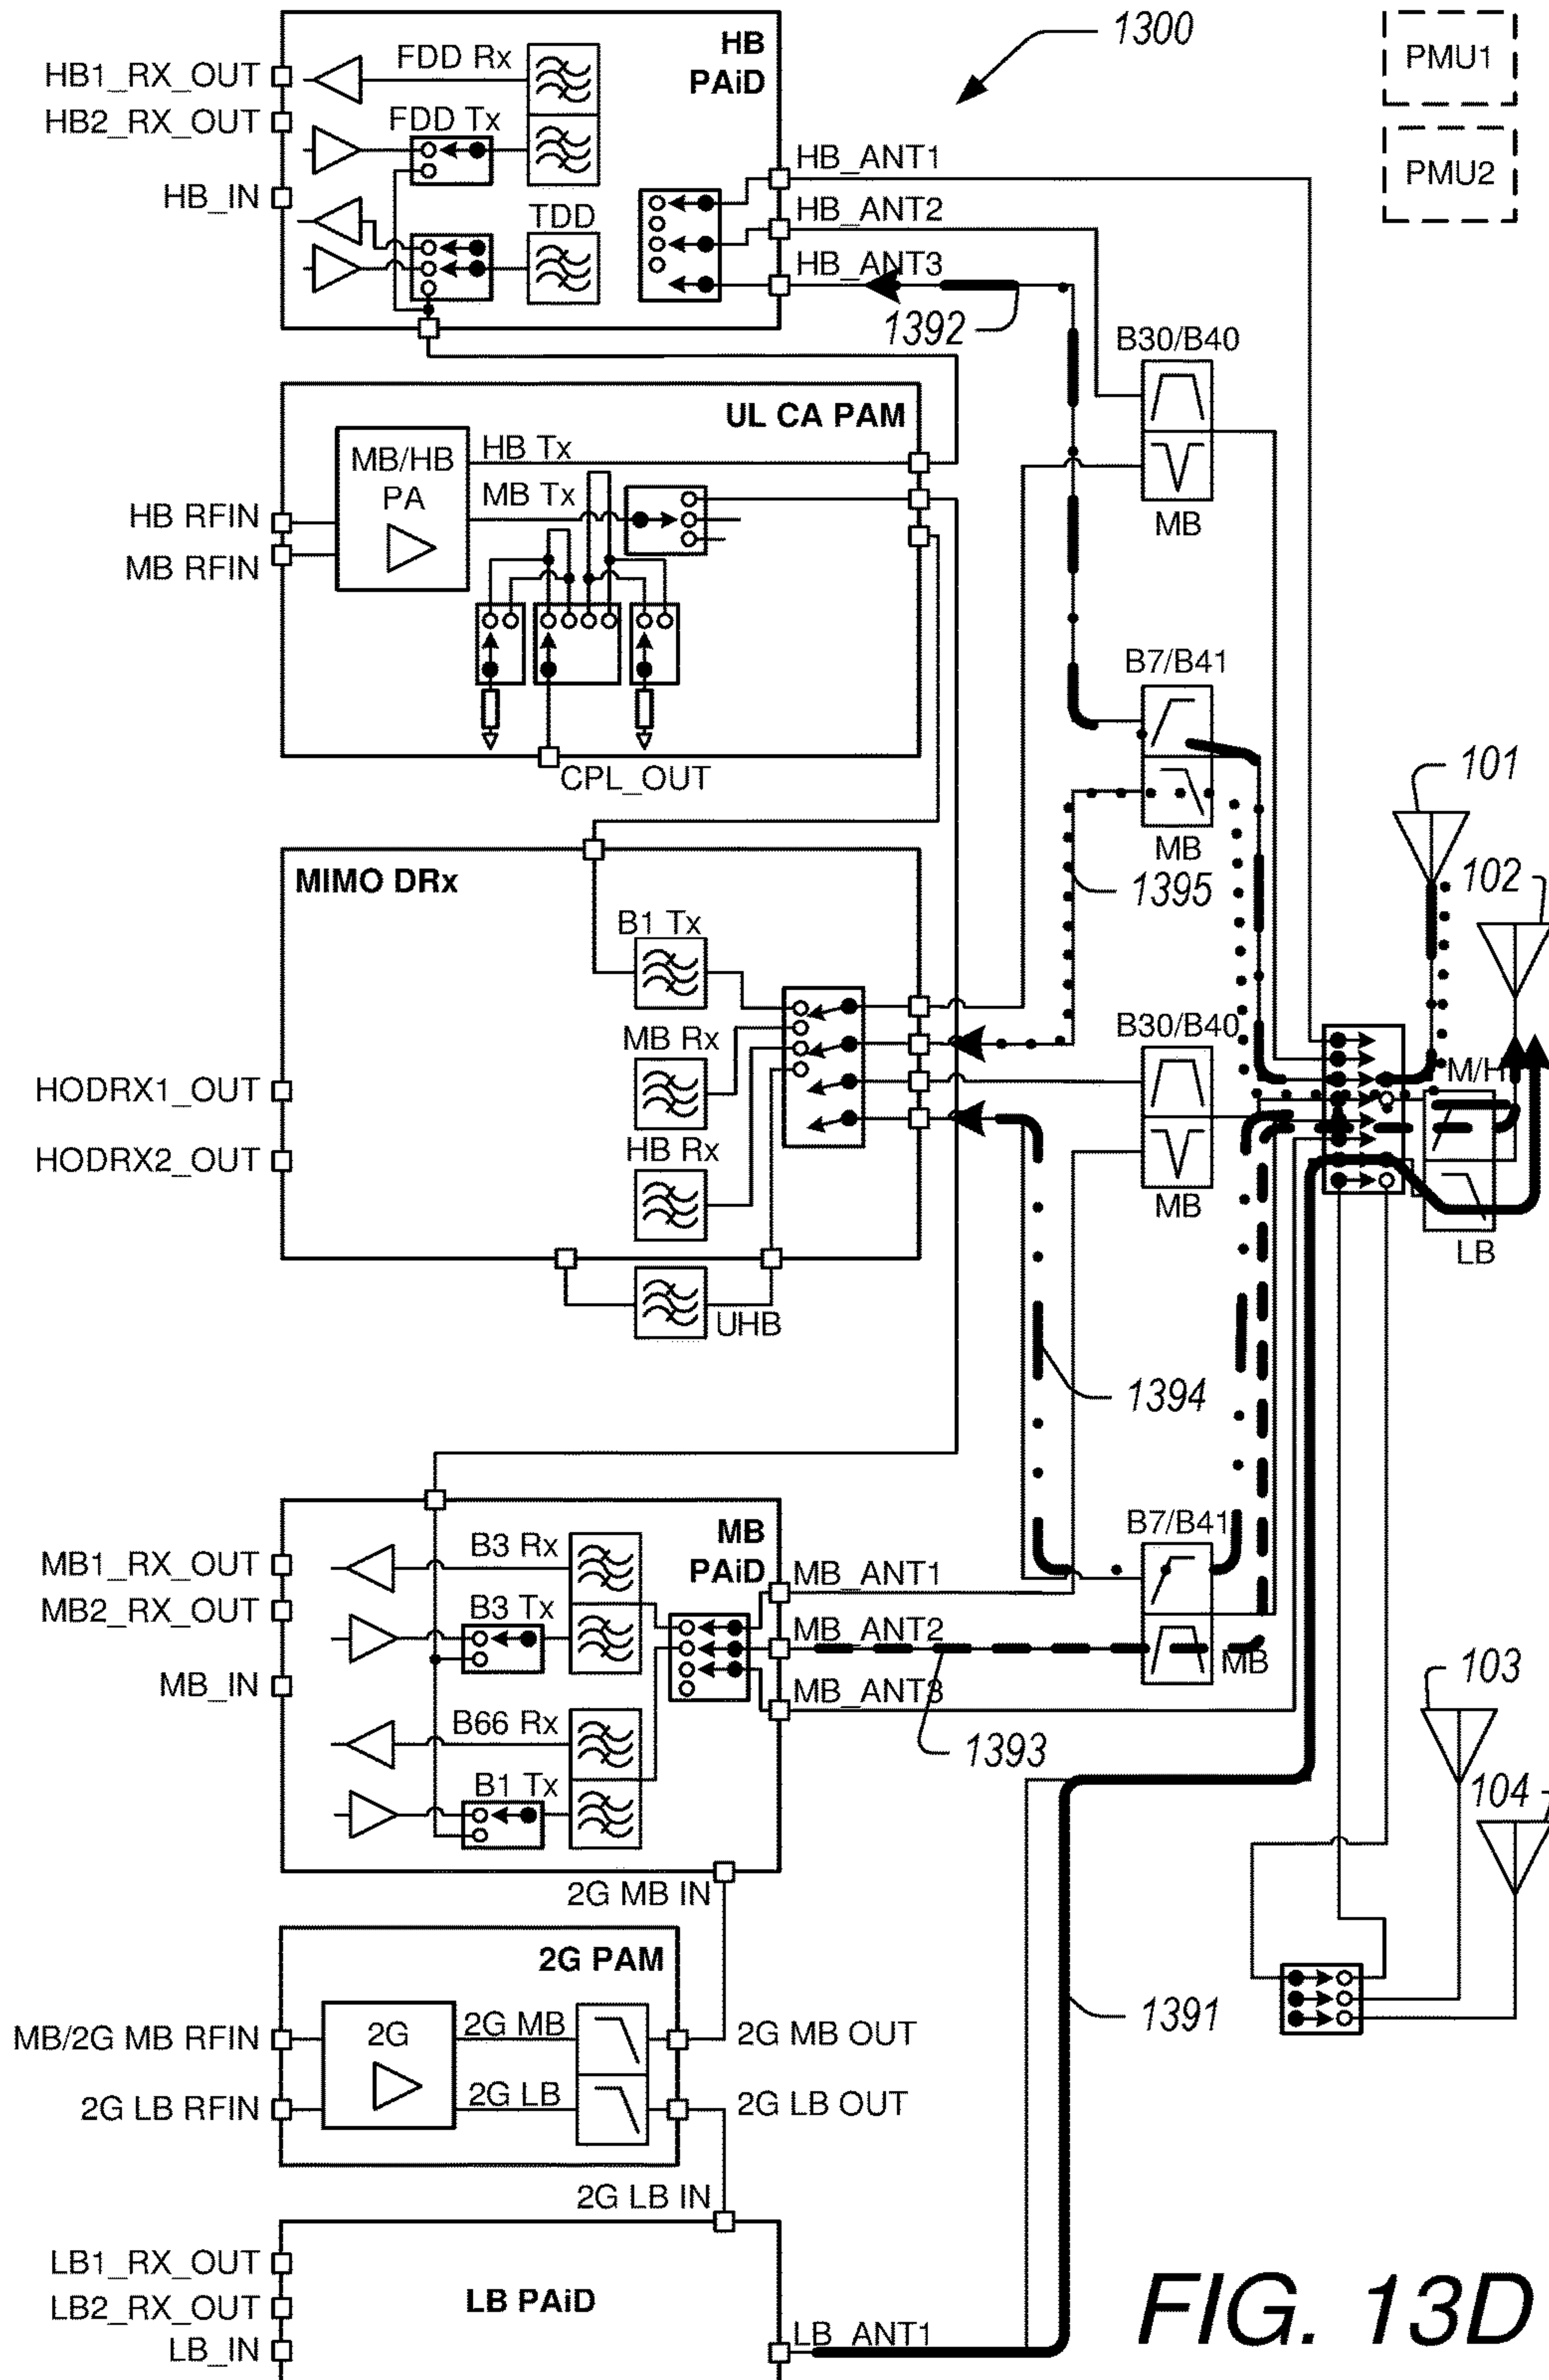 1300
PMU1
PMU2
HB
PAiD
HB1_RX_OUT
FDD Rx
HB2_RX_OUT
FDD Tx
HB_IN
TDD
HB_ANT1
HB_ANT2
HB_ANT3
1392
B30/B40
MB
UL CA PAM
MB/HB
PA
HB Tx
MB Tx
HB RFIN
MB RFIN
CPL_OUT
B7/B41
MB
1395
101
102
MIMO DRx
B1 Tx
MB Rx
HB Rx
HODRX1_OUT
HODRX2_OUT
UHB
B30/B40
MB
LB
1394
MB
PAiD
MB1_RX_OUT
B3 Rx
MB2_RX_OUT
B3 Tx
MB_IN
B66 Rx
B1 Tx
MB_ANT1
MB_ANT2
MB_ANT3
B7/B41
MB
1393
103
104
2G MB IN
2G PAM
MB/2G MB RFIN
2G
2G MB
2G MB OUT
2G LB RFIN
2G LB
2G LB OUT
1391
2G LB IN
LB1_RX_OUT
LB2_RX_OUT
LB_IN
LB PAiD
LB_ANT1
FIG. 13D